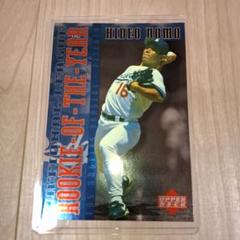 HIDEO NOMO
ROOKIE-OF-THE-YEAR
16
UPPER
DECK